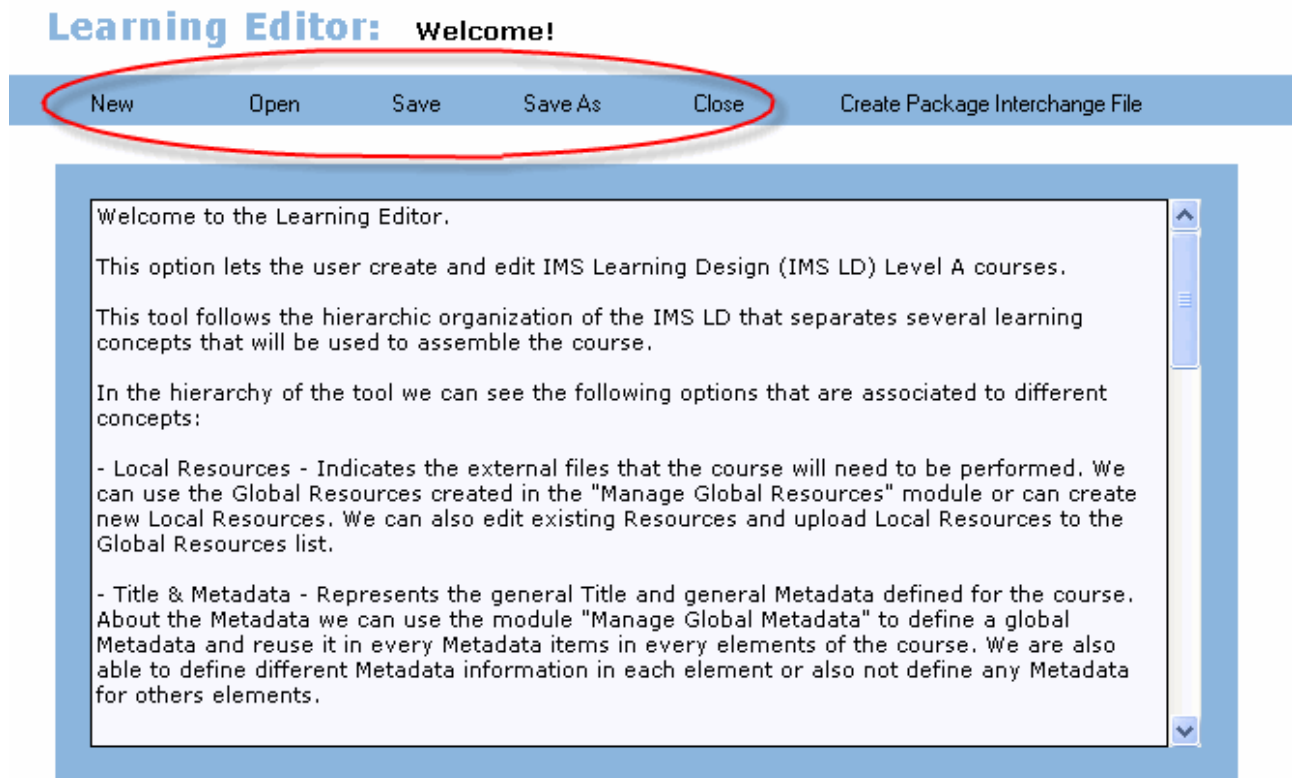 Learning Editor: Welcome!
New Open Save Save As Close Create Package Interchange File
Welcome to the Learning Editor.
This option lets the user create and edit IMS Learning Design (IMS LD) Level A courses.
This tool follows the hierarchic organization of the IMS LD that separates several learning
concepts that will be used to assemble the course.
In the hierarchy of the tool we can see the following options that are associated to different
concepts:
- Local Resources - Indicates the external files that the course will need to be performed. We
can use the Global Resources created in the "Manage Global Resources" module or can create
new Local Resources. We can also edit existing Resources and upload Local Resources to the
Global Resources list.
- Title & Metadata - Represents the general Title and general Metadata defined for the course.
About the Metadata we can use the module "Manage Global Metadata" to define a global
Metadata and reuse it in every Metadata items in every elements of the course. We are also
able to define different Metadata information in each element or also not define any Metadata
for others elements.